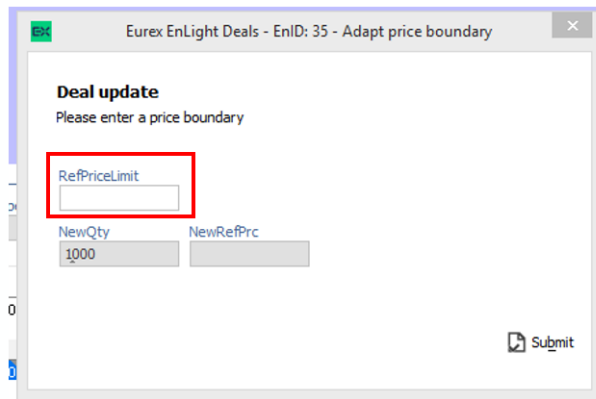 EX Eurex EnLight Deals - EnID: 35 - Adapt price boundary
Deal update
Please enter a price boundary
RefPriceLimit
NewQty NewRefPrc
1000
Submit